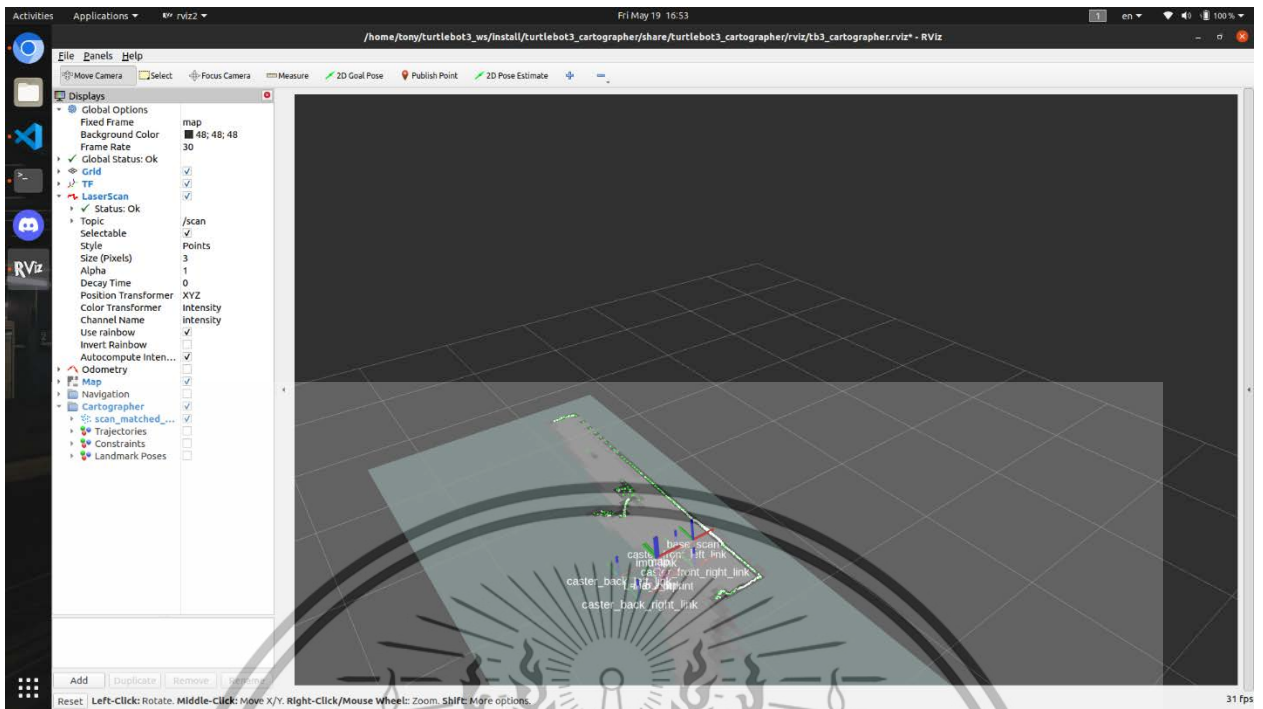 Activities Applications rviz2 Fri May 19 16:53 1 en 100 %
/home/tony/turtlebot3_ws/install/turtlebot3_cartographer/share/turtlebot3_cartographer/rviz/tb3_cartographer.rviz* - RViz
File Panels Help
Move Camera Select Focus Camera Measure 2D Goal Pose Publish Point 2D Pose Estimate
Displays
Global Options
Fixed Frame map
Background Color 48; 48; 48
Frame Rate 30
Global Status: Ok
Grid
TF
LaserScan
Status: Ok
Topic /scan
Selectable
Style Points
Size (Pixels) 3
Alpha 1
Decay Time 0
Position Transformer XYZ
Color Transformer Intensity
Channel Name intensity
Use rainbow
Invert Rainbow
Autocompute Inten...
Odometry
Map
Navigation
Cartographer
scan_matched_...
Trajectories
Constraints
Landmark Poses
RViz
base_scan
caster_front_left_link
caster_front_right_link
caster_back_right_link
Add Duplicate Remove Rename
Reset Left-Click: Rotate. Middle-Click: Move X/Y. Right-Click/Mouse Wheel: Zoom. Shift: More options. 31 fps